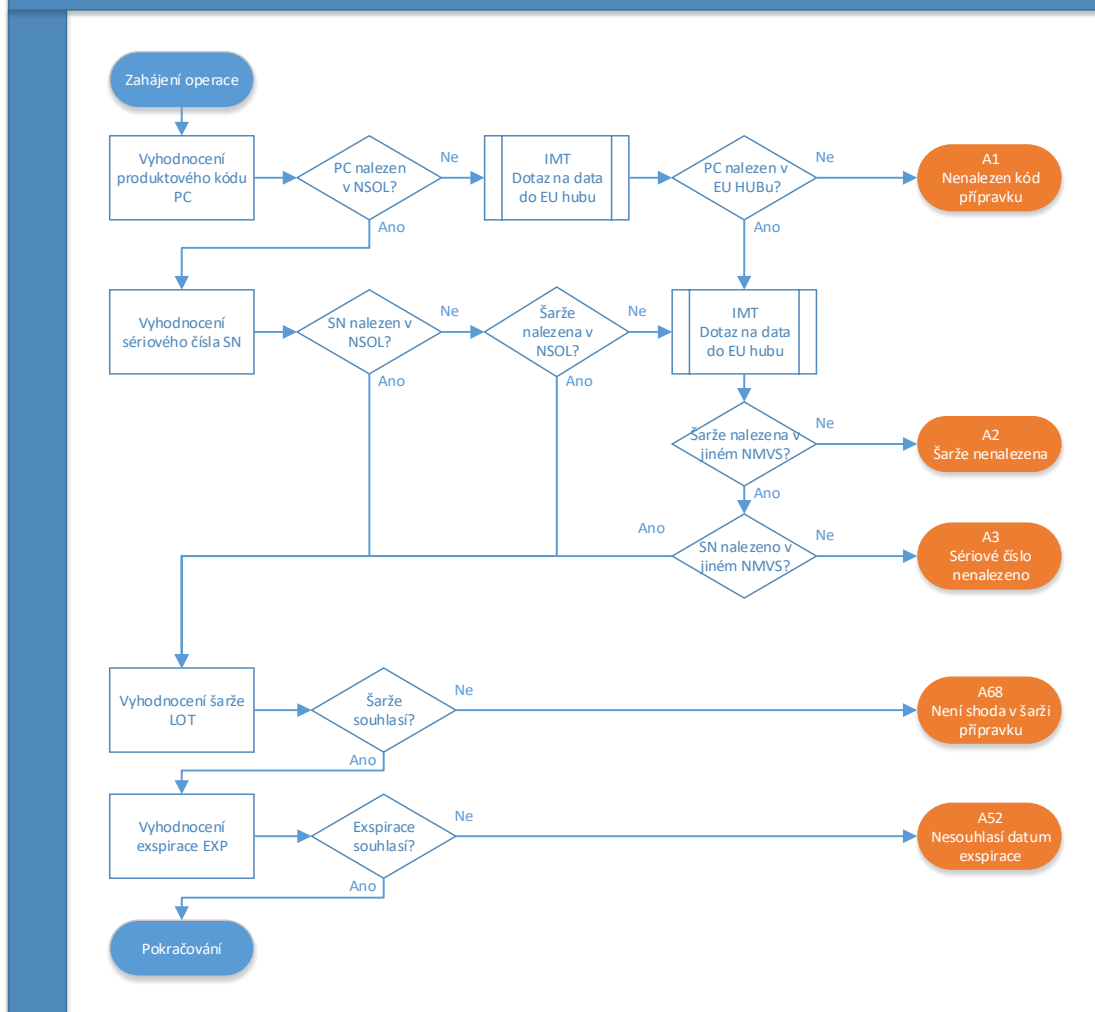 Zahájení operace
Vyhodnocení
produktového kódu
PC
PC nalezen
v NSOL?
Ne
Ano
IMT
Dotaz na data
do EU hubu
PC nalezen v
EU HUBu?
Ne
Ano
A1
Nenalezen kód
přípravku
Vyhodnocení
sériového čísla SN
SN nalezen v
NSOL?
Ne
Ano
Šarže
nalezena v
NSOL?
Ne
Ano
IMT
Dotaz na data
do EU hubu
Šarže nalezena v
jiném NMVS?
Ne
Ano
A2
Šarže nenalezena
Ano
SN nalezeno v
jiném NMVS?
Ne
A3
Sériové číslo
nenalezeno
Vyhodnocení šarže
LOT
Šarže
souhlasí?
Ne
Ano
A68
Není shoda v šarži
přípravku
Vyhodnocení
exspirace EXP
Exspirace
souhlasí?
Ne
Ano
A52
Nesouhlasí datum
exspirace
Pokračování